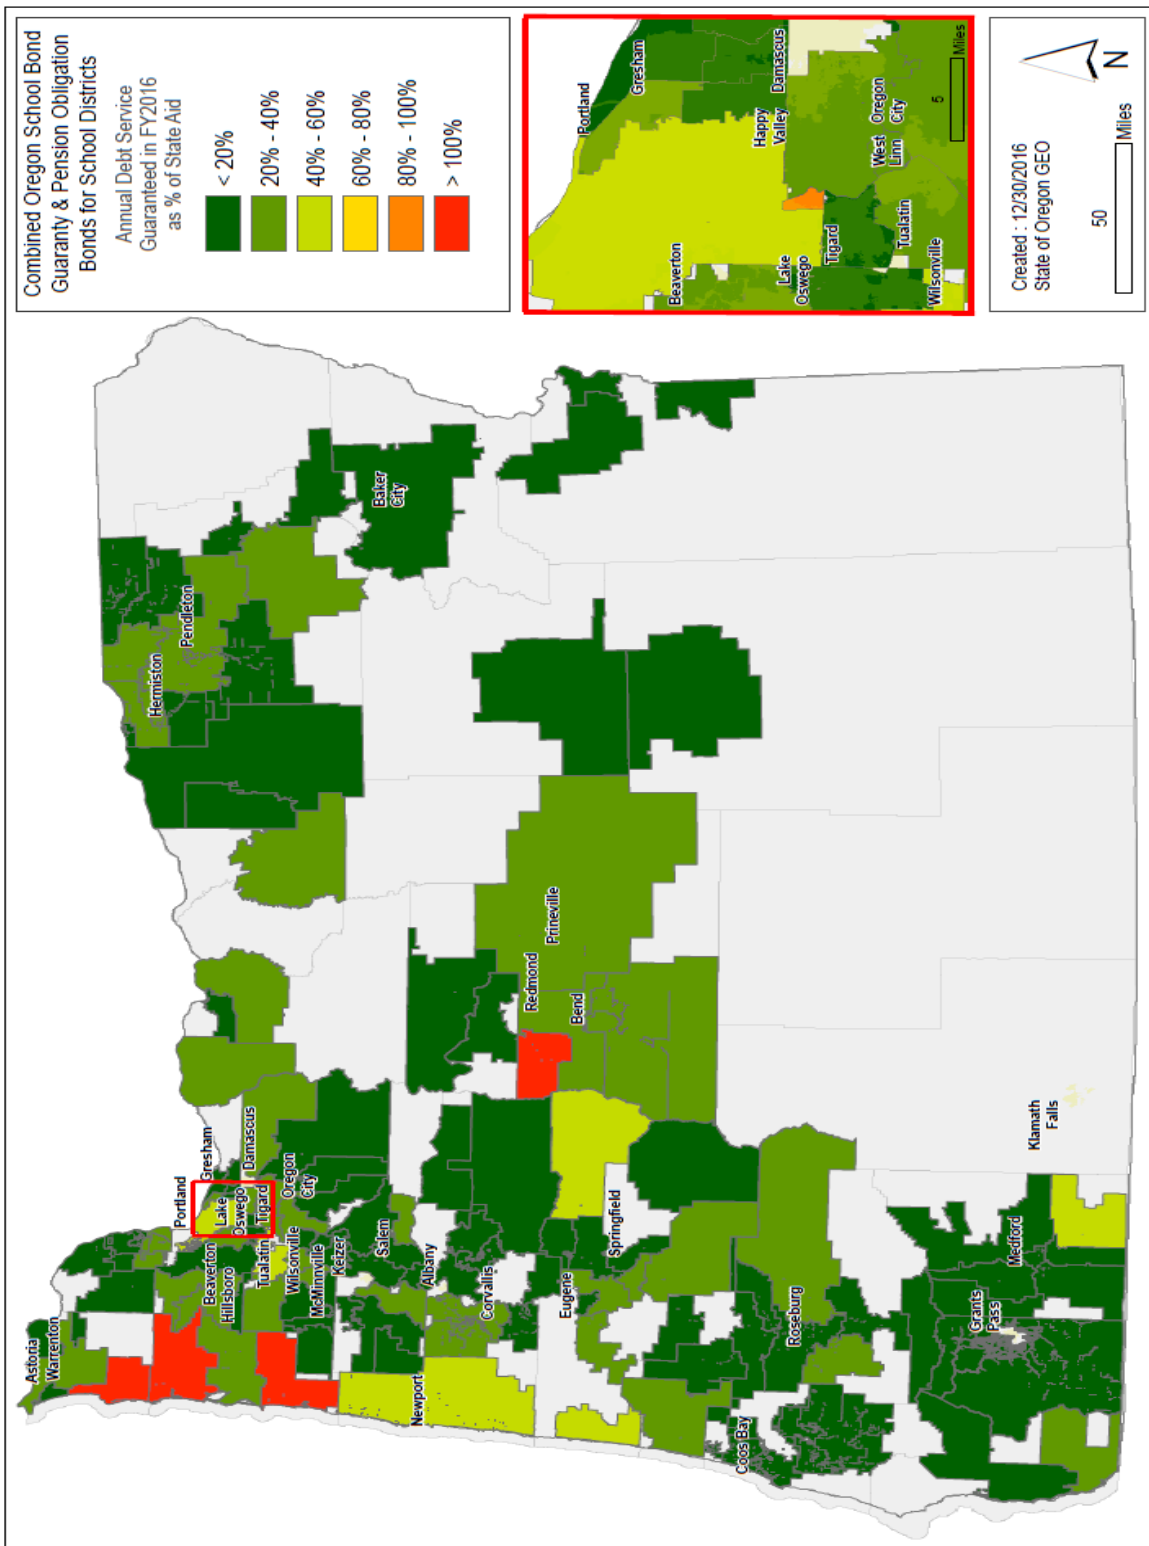 Combined Oregon School Bond
Guaranty & Pension Obligation
Bonds for School Districts
Annual Debt Service
Guaranteed in FY2016
as % of State Aid
< 20%
20% - 40%
40% - 60%
60% - 80%
80% - 100%
> 100%
Portland
Gresham
Beaverton
Happy
Valley
Damascus
Lake
Oswego
Tigard
West
Linn
Oregon
City
Tualatin
Wilsonville
5
Miles
Created : 12/30/2016
State of Oregon GEO
50
Miles
N
Astoria
Warrenton
Portland
Gresham
Hermiston
Pendleton
Beaverton
Hillsboro
Lake
Oswego
Tigard
Damascus
Tualatin
Wilsonville
Oregon
City
McMinnville
Keizer
Salem
Baker
City
Newport
Albany
Corvallis
Redmond
Prineville
Bend
Eugene
Springfield
Coos Bay
Roseburg
Grants
Pass
Medford
Klamath
Falls